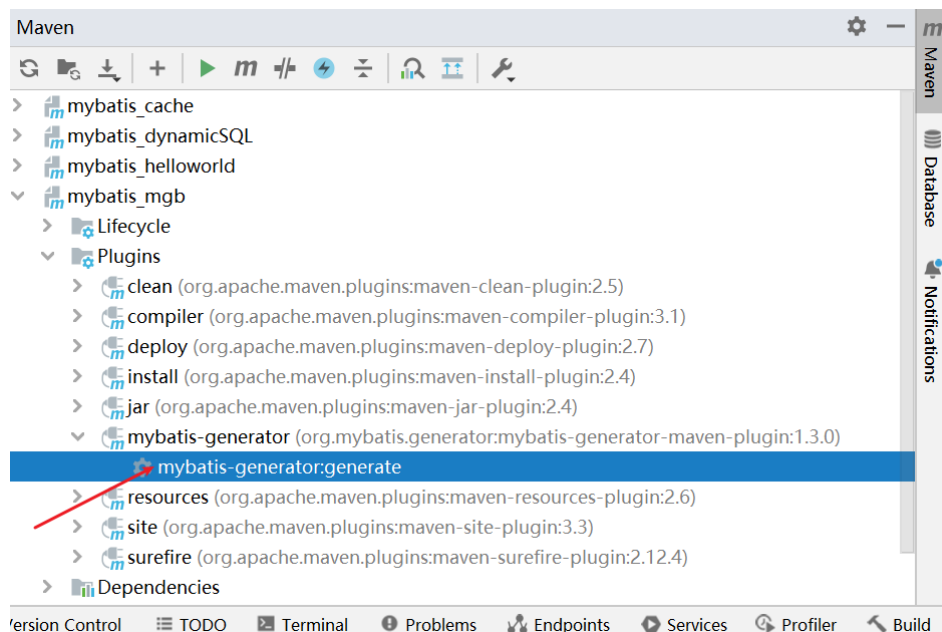 Maven
mybatis_cache
mybatis_dynamicSQL
mybatis_helloworld
mybatis_mgb
Lifecycle
Plugins
clean (org.apache.maven.plugins:maven-clean-plugin:2.5)
compiler (org.apache.maven.plugins:maven-compiler-plugin:3.1)
deploy (org.apache.maven.plugins:maven-deploy-plugin:2.7)
install (org.apache.maven.plugins:maven-install-plugin:2.4)
jar (org.apache.maven.plugins:maven-jar-plugin:2.4)
mybatis-generator (org.mybatis.generator:mybatis-generator-maven-plugin:1.3.0)
mybatis-generator:generate
resources (org.apache.maven.plugins:maven-resources-plugin:2.6)
site (org.apache.maven.plugins:maven-site-plugin:3.3)
surefire (org.apache.maven.plugins:maven-surefire-plugin:2.12.4)
Dependencies
Maven
Database
Notifications
ersion Control TODO Terminal Problems Endpoints Services Profiler Build